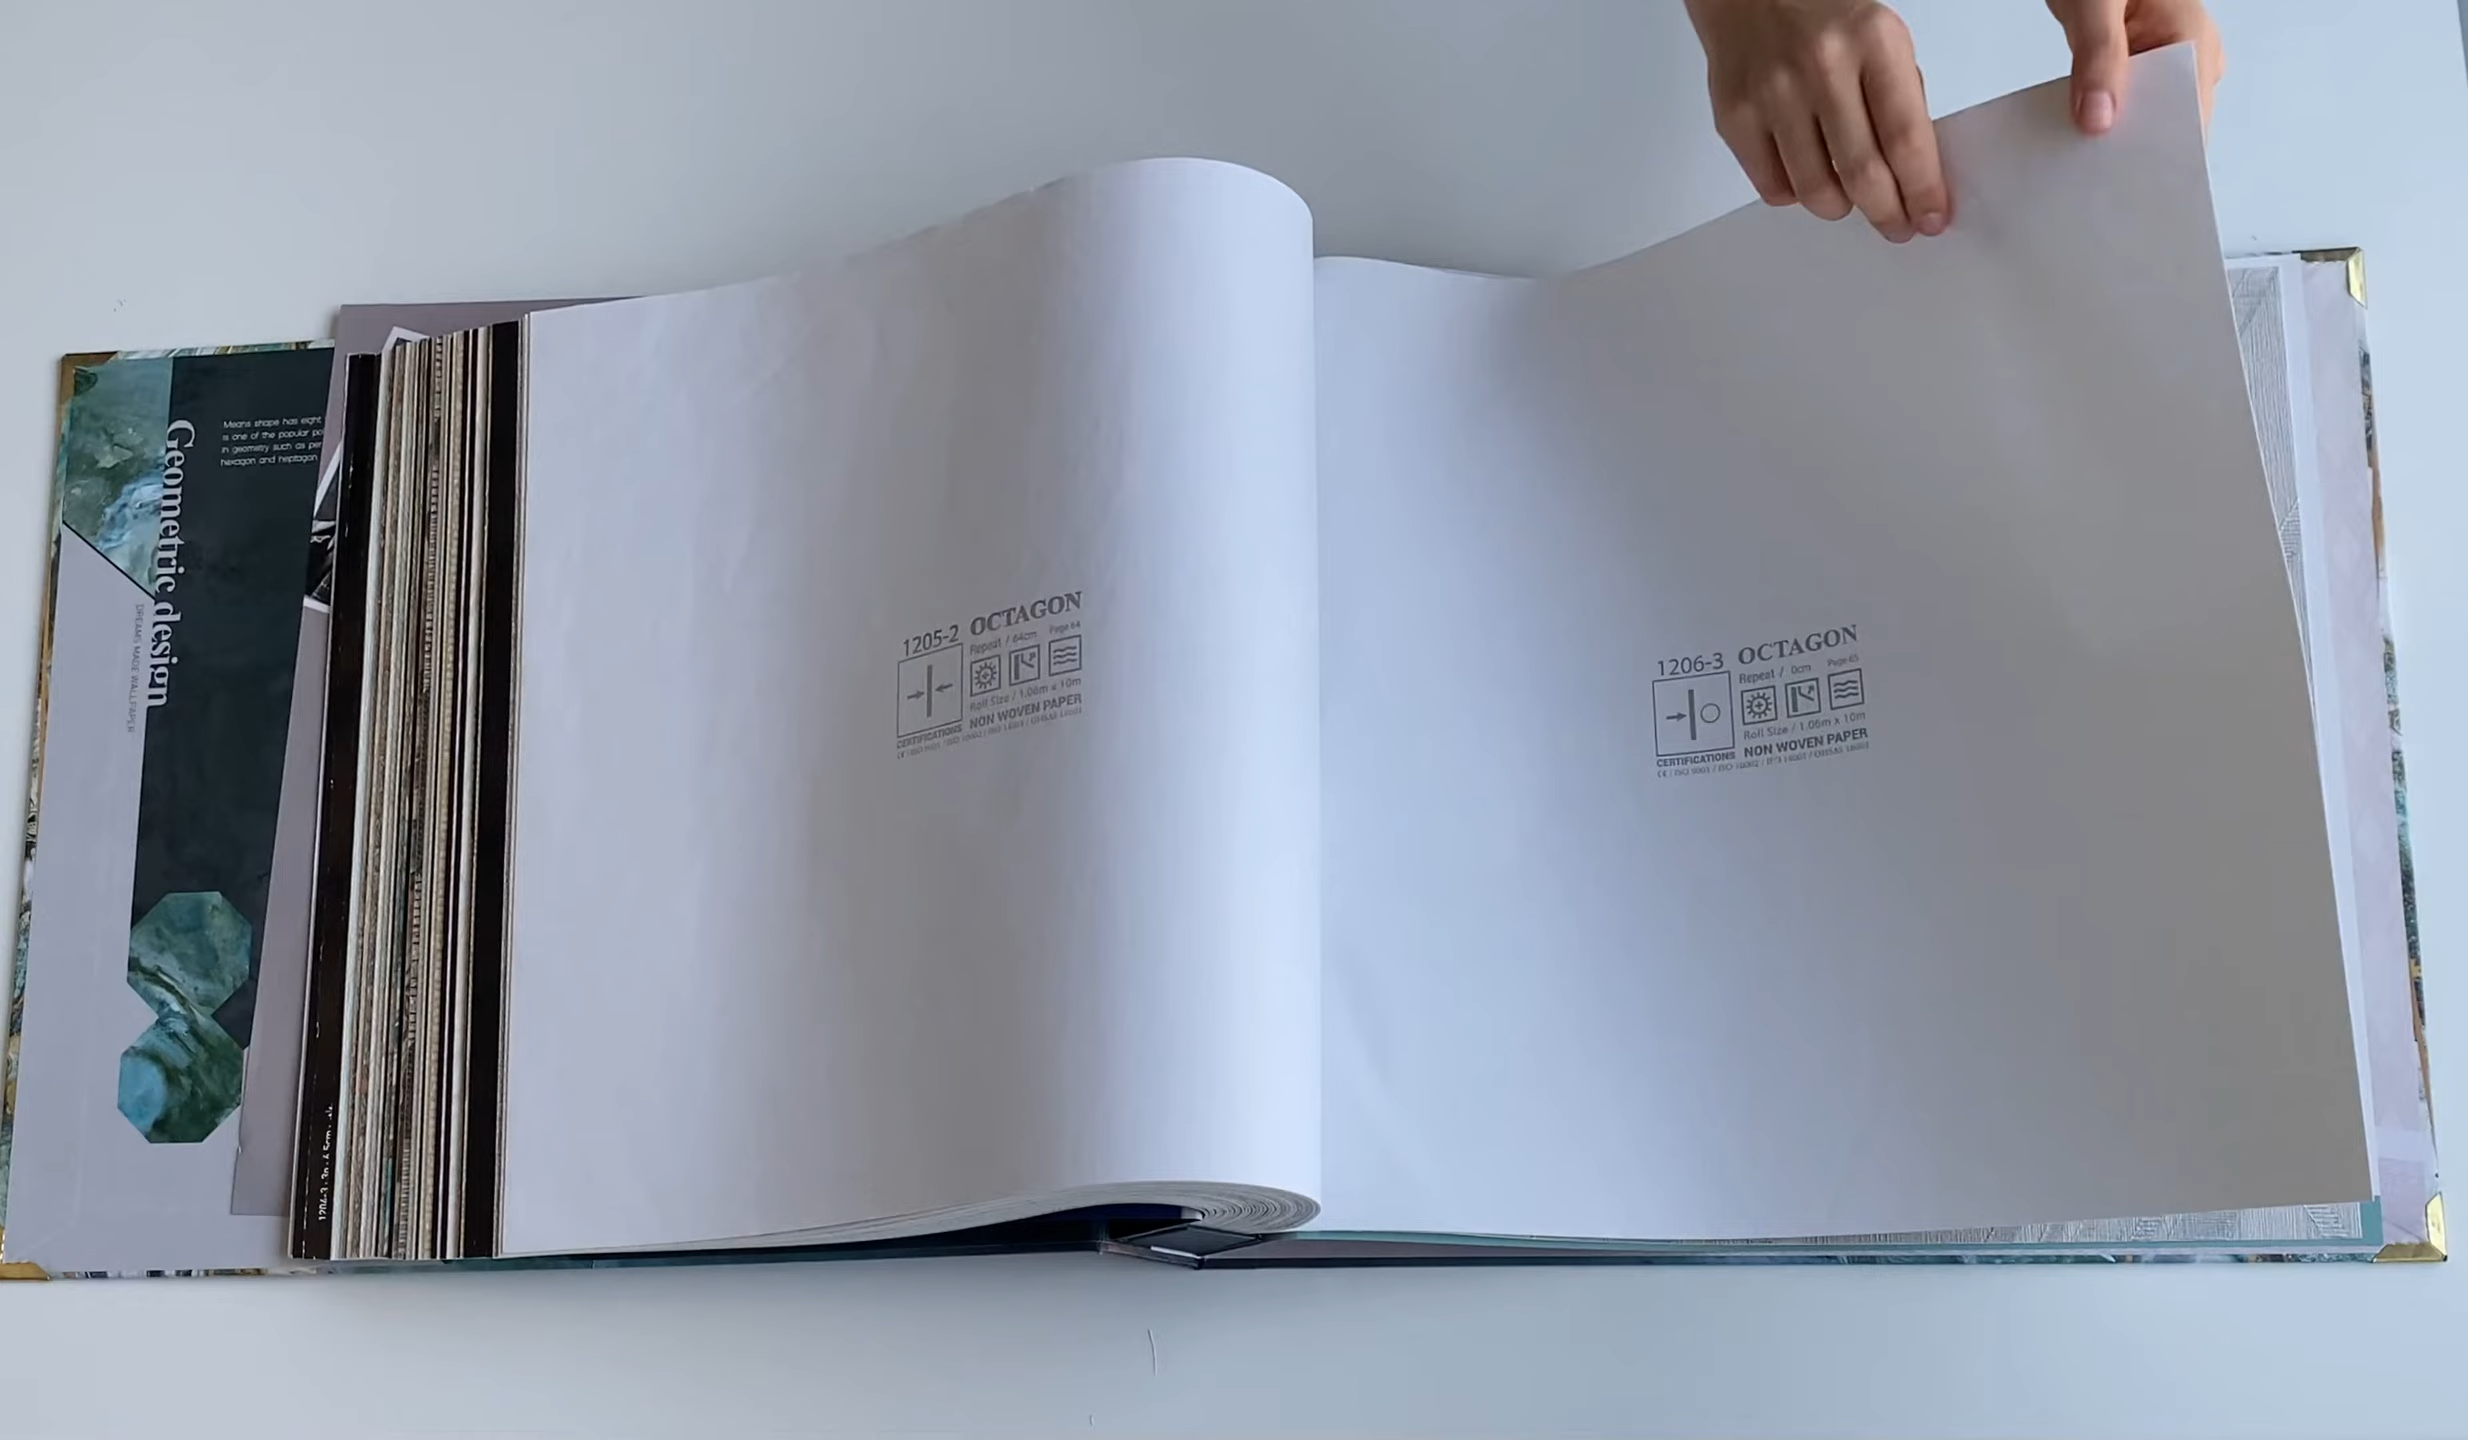 Geometric design
DREAMS MADE WALLPAPER
Means shape has eight
is one of the popular po
in geometry such as pen
hexagon and heptagon
1205-2 OCTAGON
Repeat / 64cm Page 64
Roll Size / 1.06m x 10m
NON WOVEN PAPER
CERTIFICATIONS
1206-3 OCTAGON
Repeat / 0cm Page 65
Roll Size / 1.06m x 10m
NON WOVEN PAPER
CERTIFICATIONS